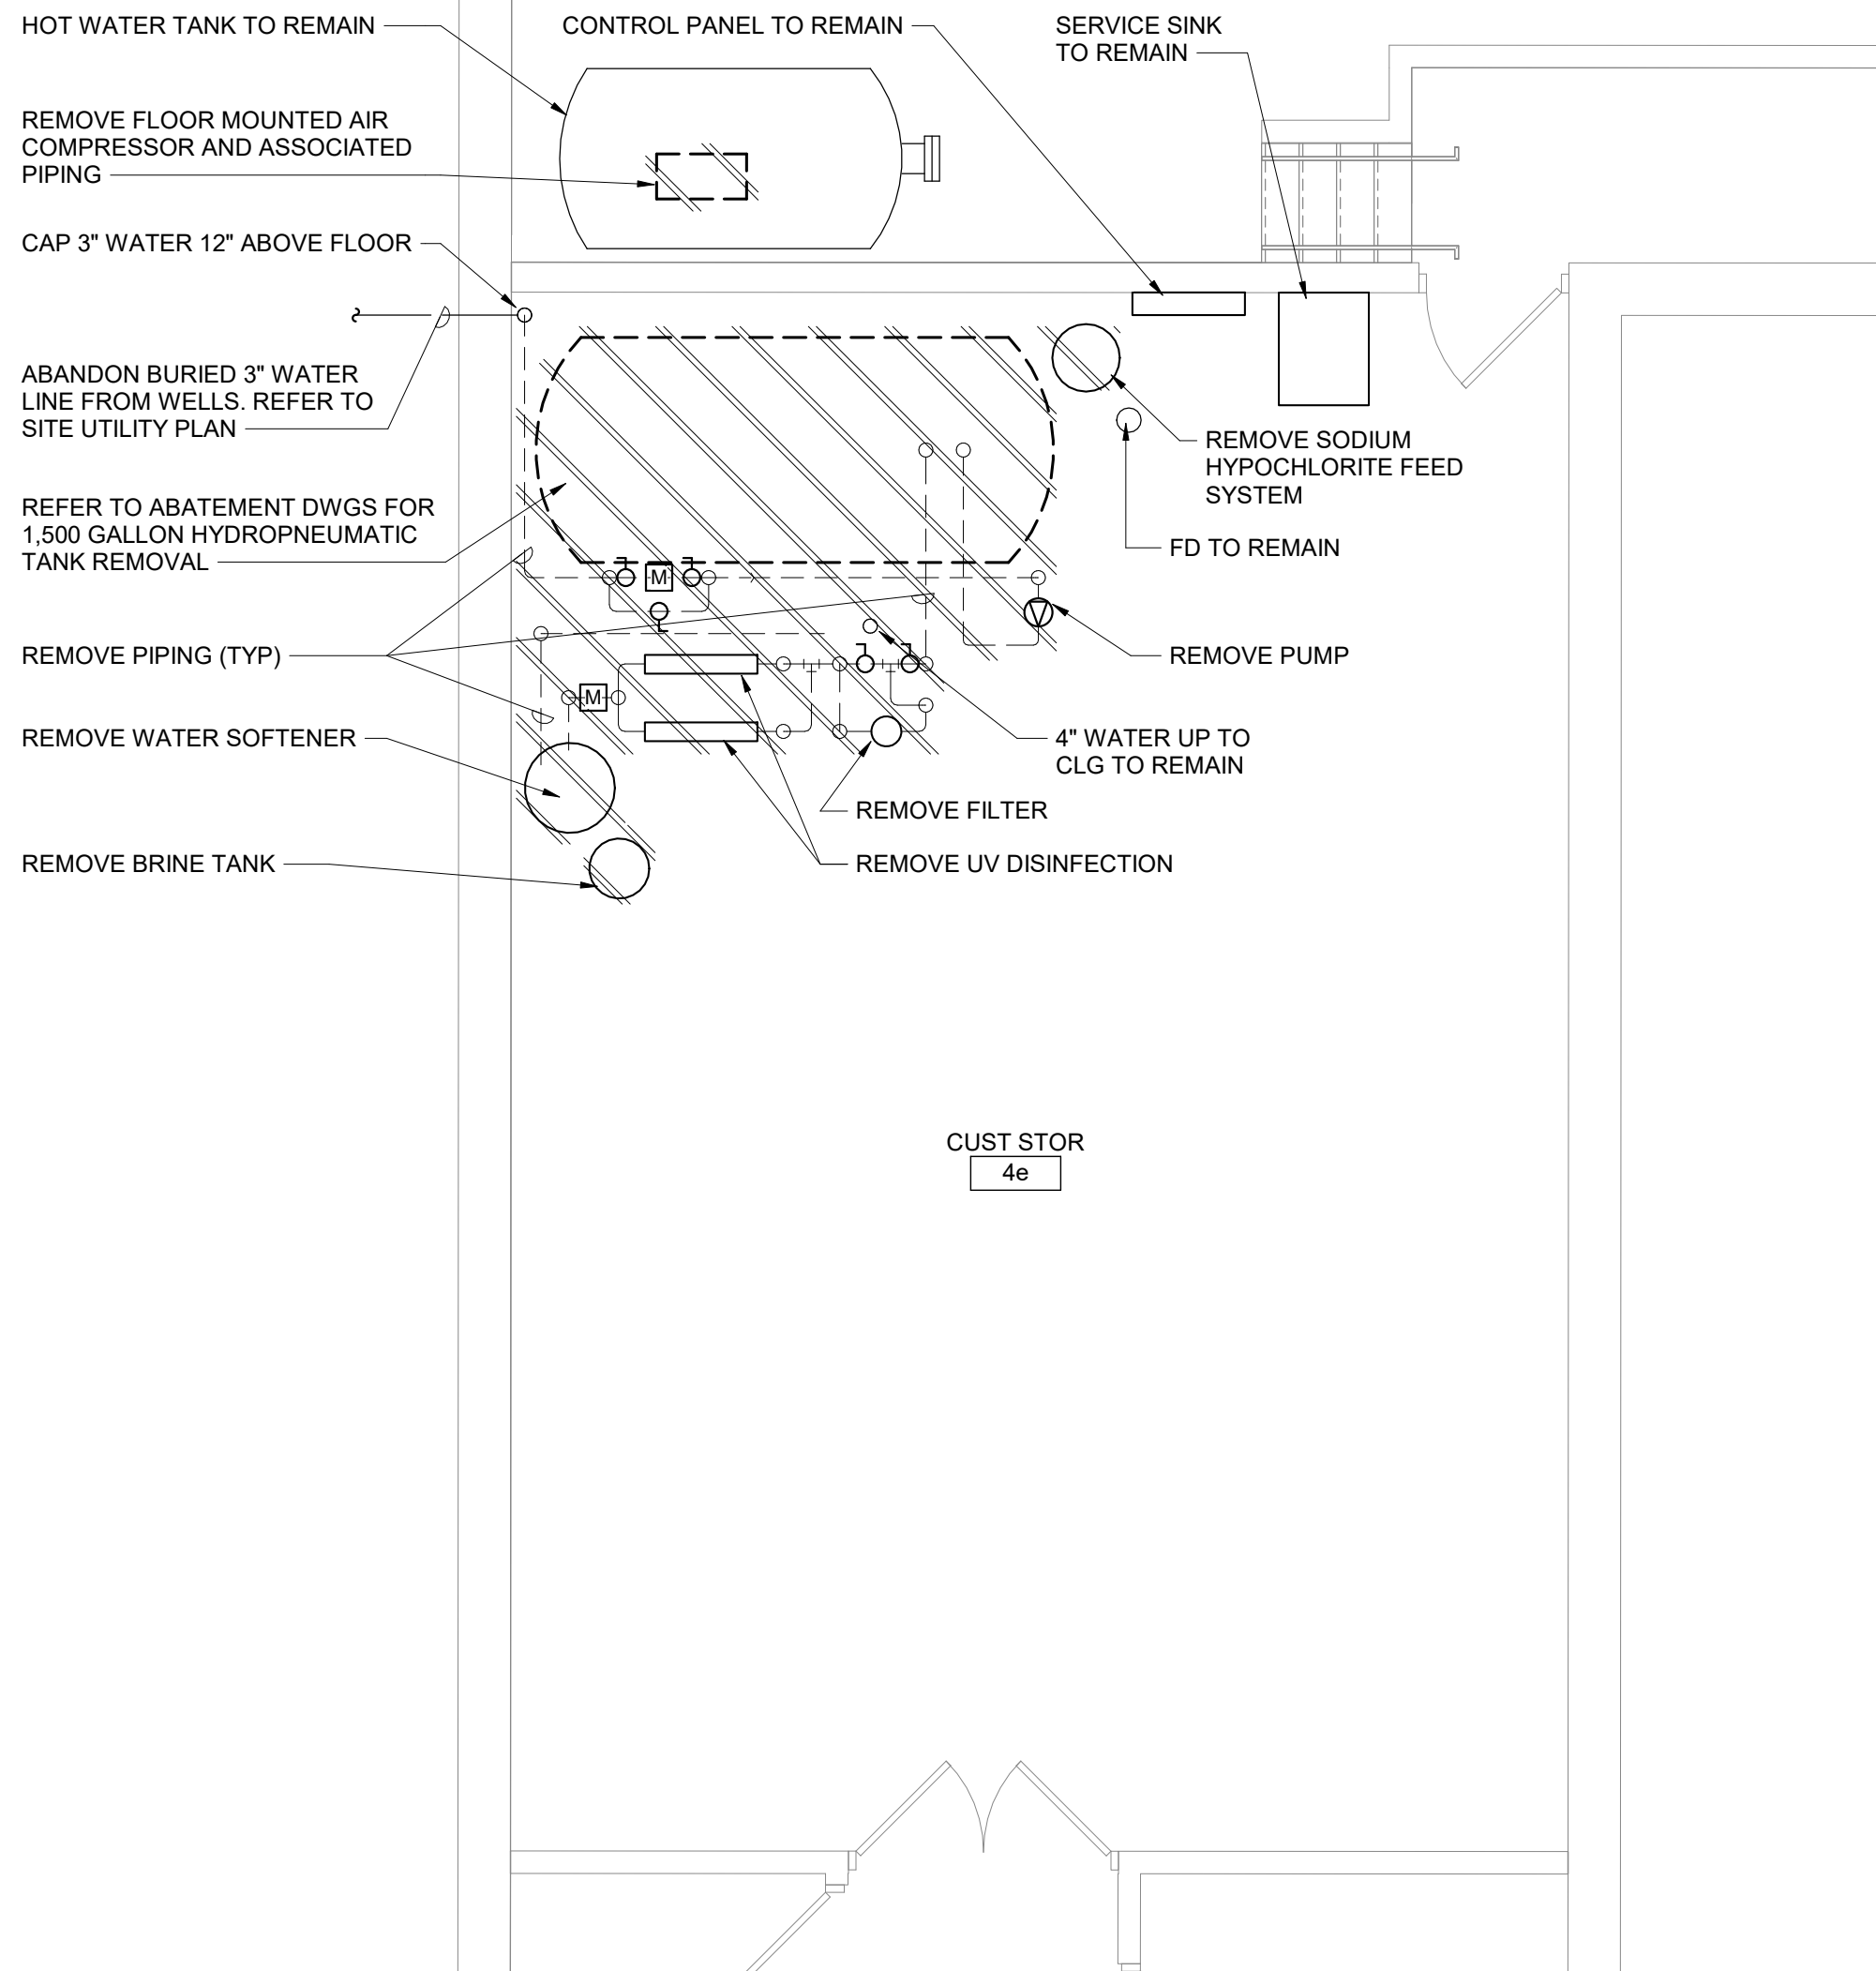 HOT WATER TANK TO REMAIN
CONTROL PANEL TO REMAIN
SERVICE SINK
TO REMAIN
REMOVE FLOOR MOUNTED AIR
COMPRESSOR AND ASSOCIATED
PIPING
CAP 3" WATER 12" ABOVE FLOOR
ABANDON BURIED 3" WATER
LINE FROM WELLS. REFER TO
SITE UTILITY PLAN
REMOVE SODIUM
HYPOCHLORITE FEED
SYSTEM
REFER TO ABATEMENT DWGS FOR
1,500 GALLON HYDROPNEUMATIC
TANK REMOVAL
FD TO REMAIN
M
REMOVE PIPING (TYP)
REMOVE PUMP
M
REMOVE WATER SOFTENER
4" WATER UP TO
CLG TO REMAIN
REMOVE FILTER
REMOVE BRINE TANK
REMOVE UV DISINFECTION
CUST STOR
4e